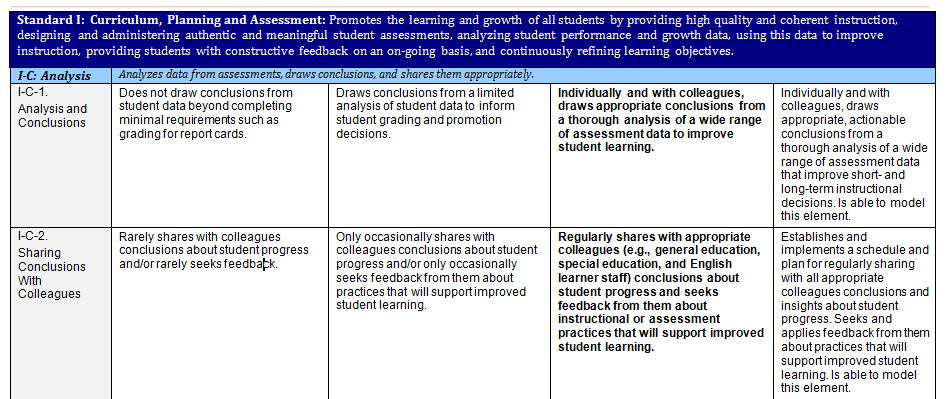 Standard I: Curriculum, Planning and Assessment: Promotes the learning and growth of all students by providing high quality and coherent instruction,
designing and administering authentic and meaningful student assessments, analyzing student performance and growth data, using this data to improve
instruction, providing students with constructive feedback on an on-going basis, and continuously refining learning objectives.
I-C: Analysis
Analyzes data from assessments, draws conclusions, and shares them appropriately.
I-C-1.
Analysis and
Conclusions
Does not draw conclusions from
student data beyond completing
minimal requirements such as
grading for report cards.
Draws conclusions from a limited
analysis of student data to inform
student grading and promotion
decisions.
Individually and with colleagues,
draws appropriate conclusions from
a thorough analysis of a wide range
of assessment data to improve
student learning.
Individually and with
colleagues, draws
appropriate, actionable
conclusions from a
thorough analysis of a wide
range of assessment data
that improve short- and
long-term instructional
decisions. Is able to model
this element.
I-C-2.
Sharing
Conclusions
With
Colleagues
Rarely shares with colleagues
conclusions about student progress
and/or rarely seeks feedback.
Only occasionally shares with
colleagues conclusions about student
progress and/or only occasionally
seeks feedback from them about
practices that will support improved
student learning.
Regularly shares with appropriate
colleagues (e.g., general education,
special education, and English
learner staff) conclusions about
student progress and seeks
feedback from them about
instructional or assessment
practices that will support improved
student learning.
Establishes and
implements a schedule and
plan for regularly sharing
with all appropriate
colleagues conclusions and
insights about student
progress. Seeks and
applies feedback from them
about practices that will
support improved student
learning. Is able to model
this element.